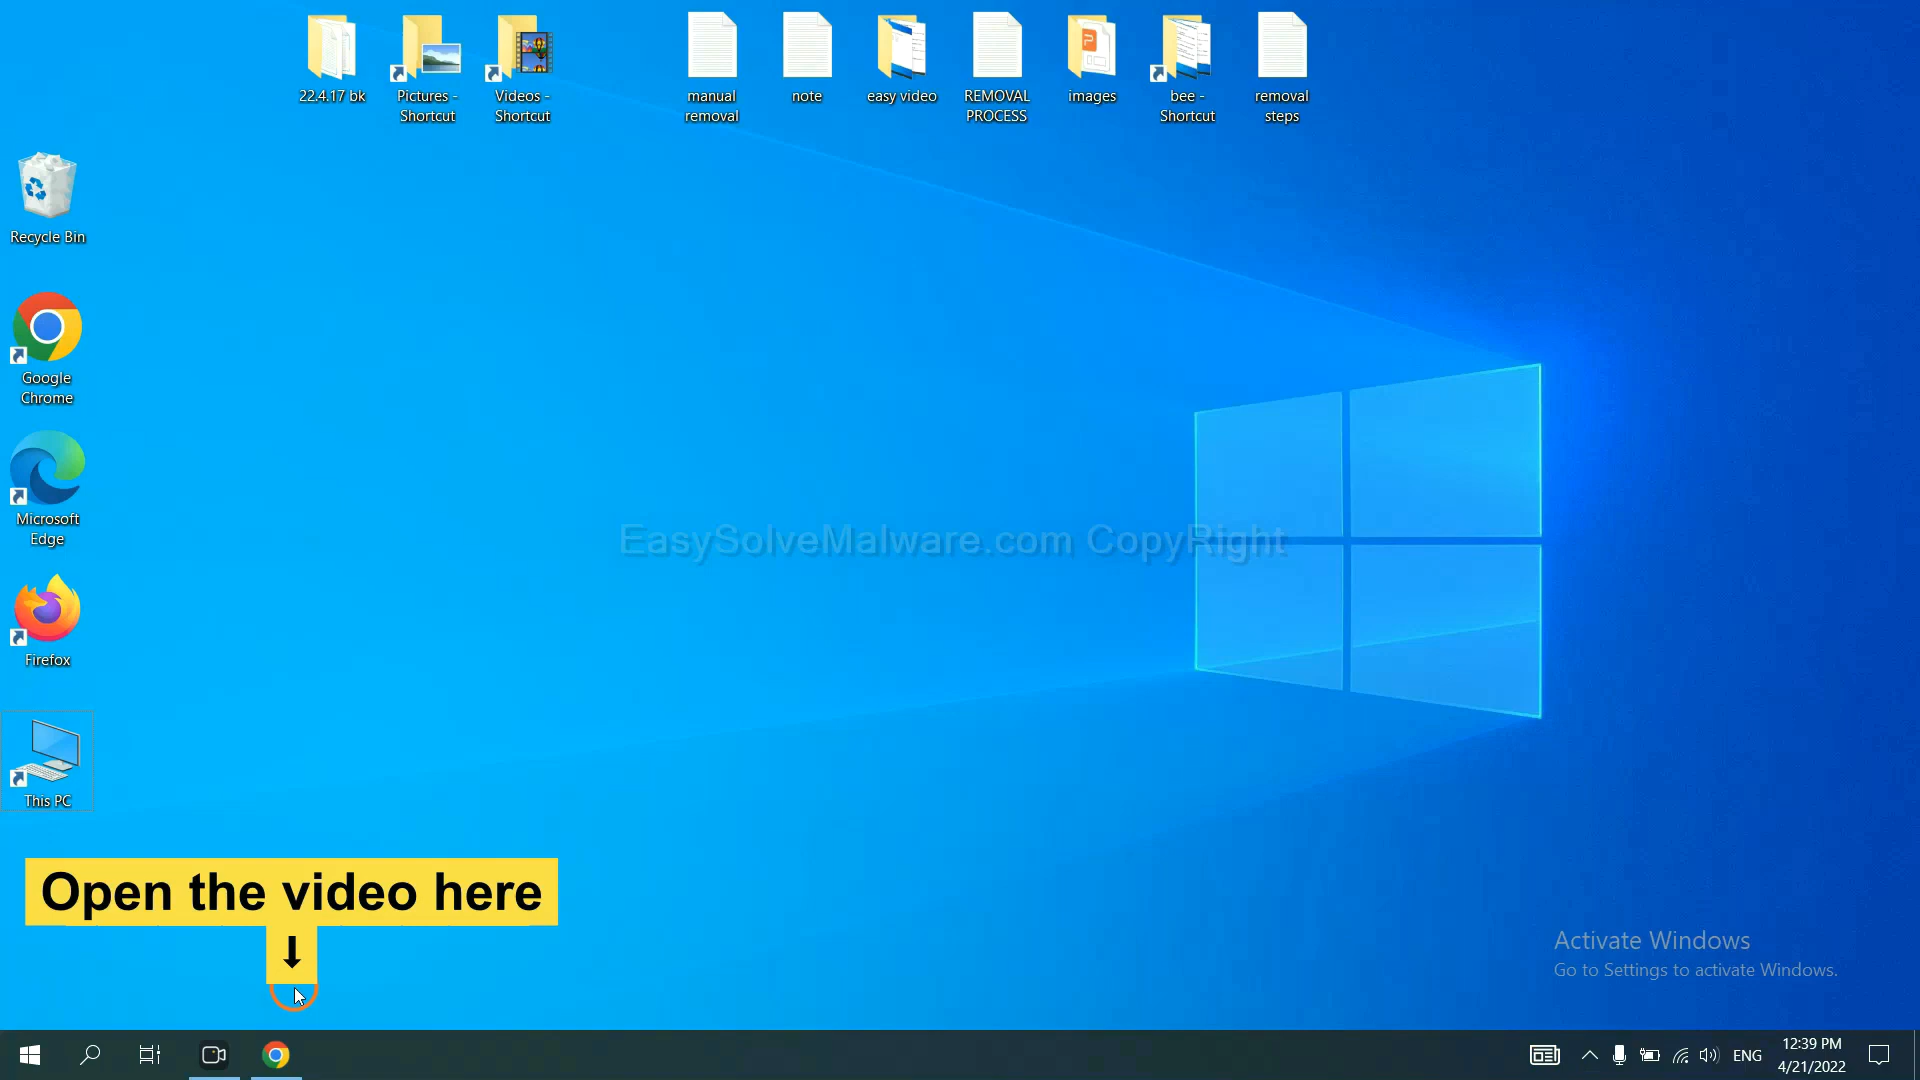 22.4.17 bk
Pictures -
Shortcut
Videos -
Shortcut
manual
removal
note
easy video
REMOVAL
PROCESS
images
bee -
Shortcut
removal
steps
Recycle Bin
Google
Chrome
Microsoft
Edge
Firefox
This PC
EasySolveMalware.com CopyRight
Open the video here
Activate Windows
Go to Settings to activate Windows.
ENG
12:39 PM
4/21/2022